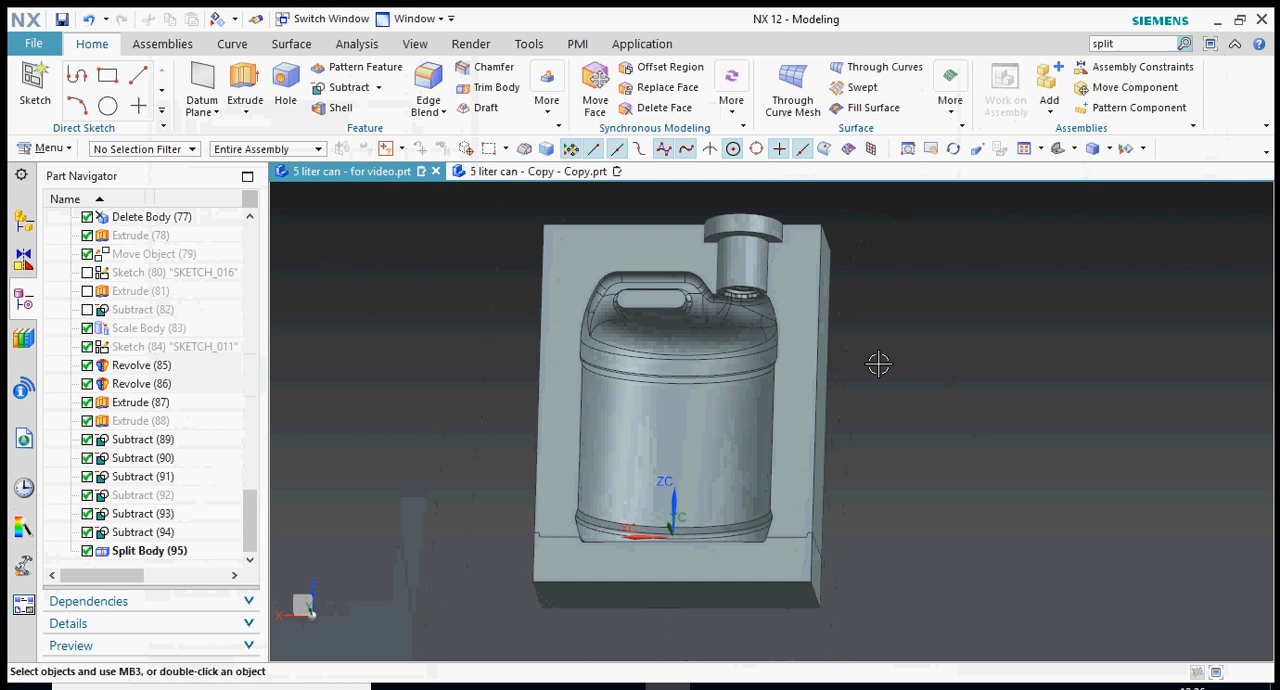 NX
Switch Window
Window
NX 12 - Modeling
SIEMENS
File
Home
Assemblies
Curve
Surface
Analysis
View
Render
Tools
PMI
Application
split
Sketch
Direct Sketch
Datum
Plane
Extrude
Hole
Pattern Feature
Subtract
Shell
Edge
Blend
Chamfer
Trim Body
Draft
More
Feature
Move
Face
Offset Region
Replace Face
Delete Face
More
Synchronous Modeling
Through
Curve Mesh
Through Curves
Swept
Fill Surface
More
Surface
Work on
Assembly
Add
Assembly Constraints
Move Component
Pattern Component
Assemblies
Menu
No Selection Filter
Entire Assembly
Part Navigator
5 liter can - for video.prt
5 liter can - Copy - Copy.prt
Name
Delete Body (77)
Extrude (78)
Move Object (79)
Sketch (80) "SKETCH_016"
Extrude (81)
Subtract (82)
Scale Body (83)
Sketch (84) "SKETCH_011"
Revolve (85)
Revolve (86)
Extrude (87)
Extrude (88)
Subtract (89)
Subtract (90)
Subtract (91)
Subtract (92)
Subtract (93)
Subtract (94)
Split Body (95)
ZC
YC
XC
Z
X
Dependencies
Details
Preview
Select objects and use MB3, or double-click an object